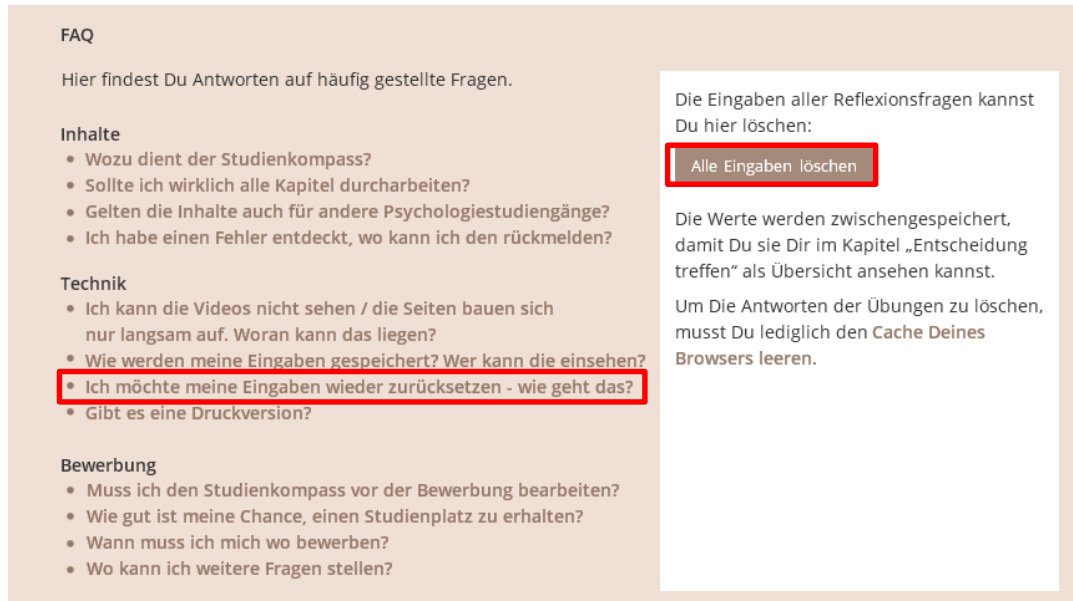 FAQ
Hier findest Du Antworten auf häufig gestellte Fragen.
Inhalte
• Wozu dient der Studienkompass?
• Sollte ich wirklich alle Kapitel durcharbeiten?
• Gelten die Inhalte auch für andere Psychologiestudiengänge?
• Ich habe einen Fehler entdeckt, wo kann ich den rückmelden?
Technik
• Ich kann die Videos nicht sehen / die Seiten bauen sich
nur langsam auf. Woran kann das liegen?
• Wie werden meine Eingaben gespeichert? Wer kann die einsehen?
• Ich möchte meine Eingaben wieder zurücksetzen - wie geht das?
• Gibt es eine Druckversion?
Bewerbung
• Muss ich den Studienkompass vor der Bewerbung bearbeiten?
• Wie gut ist meine Chance, einen Studienplatz zu erhalten?
• Wann muss ich mich wo bewerben?
• Wo kann ich weitere Fragen stellen?
Die Eingaben aller Reflexionsfragen kannst
Du hier löschen:
Alle Eingaben löschen
Die Werte werden zwischengespeichert,
damit Du sie Dir im Kapitel „Entscheidung
treffen“ als Übersicht ansehen kannst.
Um Die Antworten der Übungen zu löschen,
musst Du lediglich den Cache Deines
Browsers leeren.